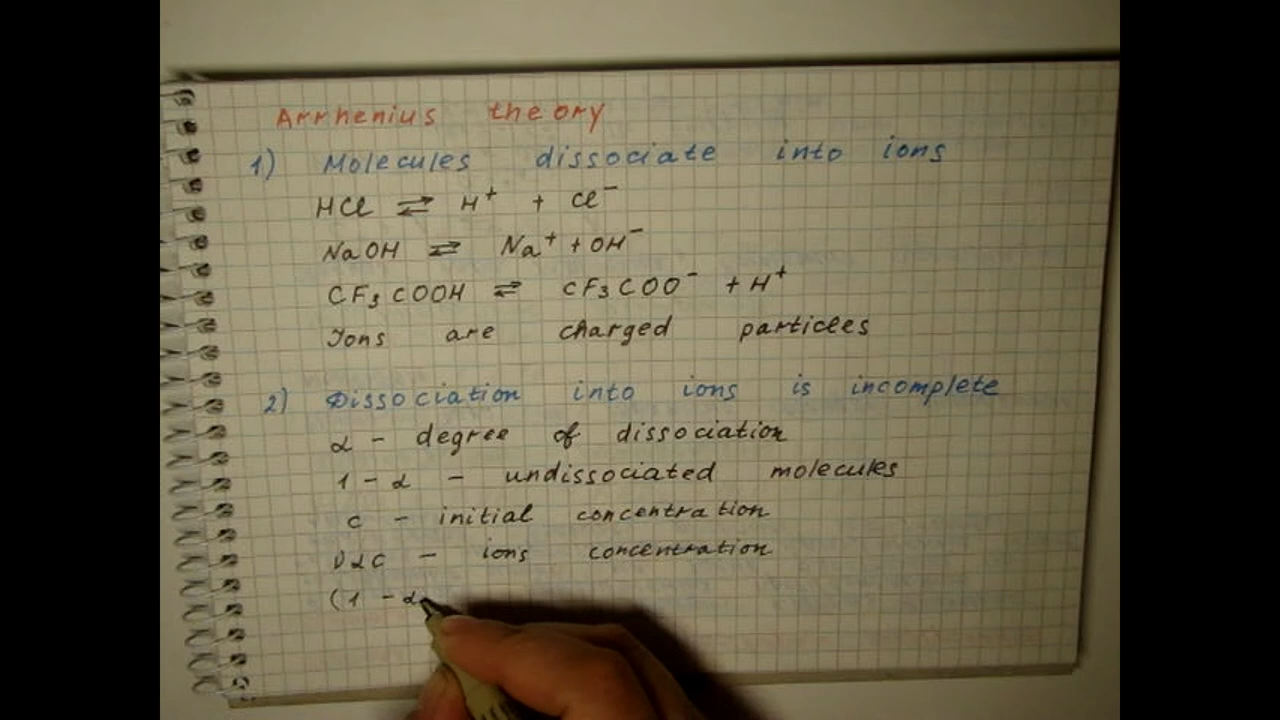 Arrhenius theory
1) Molecules dissociate into ions
HCl ⇌ H⁺ + Cl⁻
NaOH ⇌ Na⁺ + OH⁻
CF₃COOH ⇌ CF₃COO⁻ + H⁺
Ions are charged particles
2) Dissociation into ions is incomplete
α - degree of dissociation
1 - α - undissociated molecules
c - initial concentration
ναc - ions concentration
(1 - α